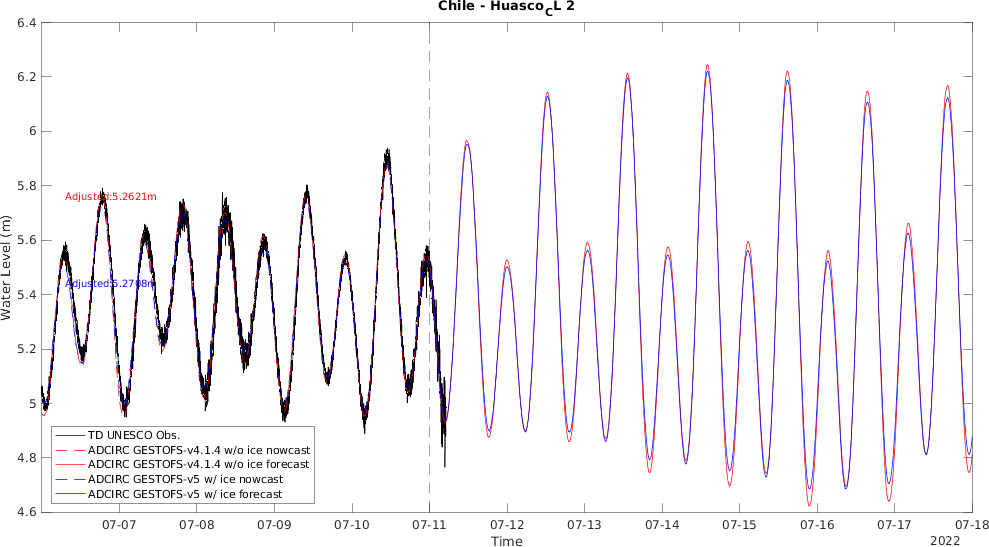 Chile - Huasco_CL 2
6.4
6.2
6
5.8
5.6
5.4
5.2
5
4.8
4.6
Water Level (m)
Adjusted:5.2621m
Adjusted:5.2708m
TD UNESCO Obs.
ADCIRC GESTOFS-v4.1.4 w/o ice nowcast
ADCIRC GESTOFS-v4.1.4 w/o ice forecast
ADCIRC GESTOFS-v5 w/ ice nowcast
ADCIRC GESTOFS-v5 w/ ice forecast
07-07 07-08 07-09 07-10 07-11 07-12 07-13 07-14 07-15 07-16 07-17 07-18
Time
2022